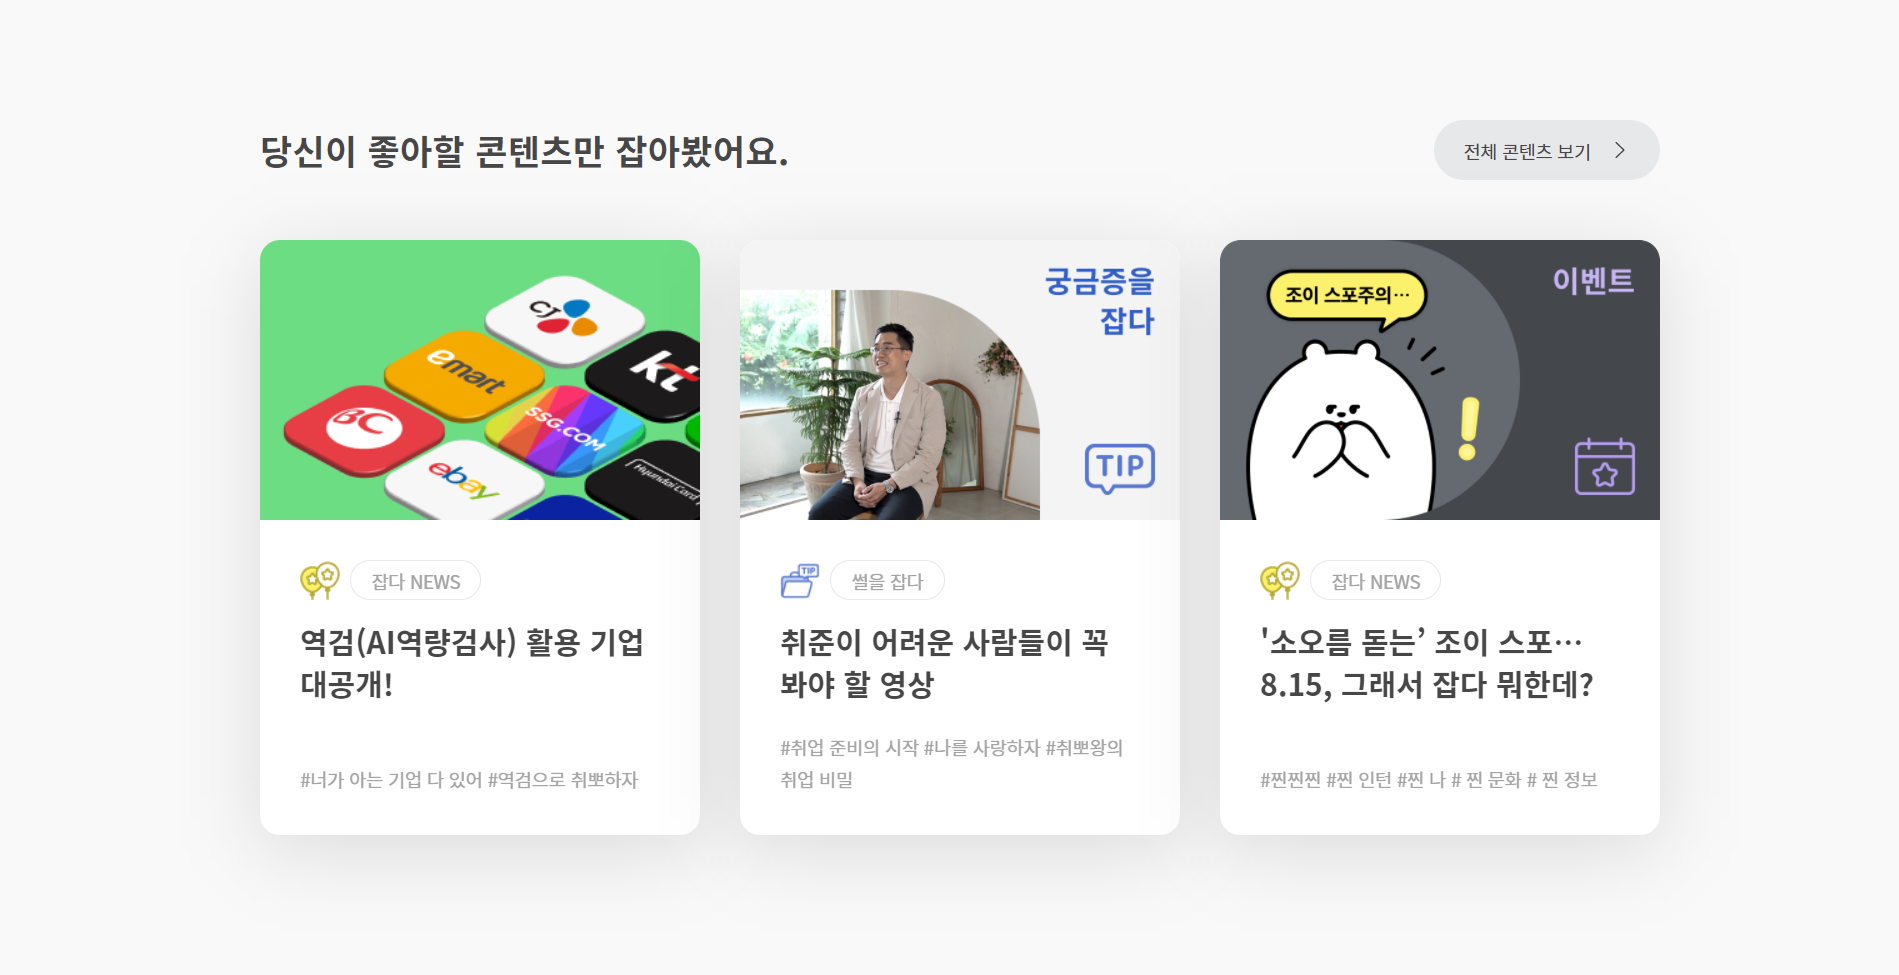 당신이 좋아할 콘텐츠만 잡아봤어요.
전체 콘텐츠 보기
CJ
emart
kt
BC
SSG.COM
ebay
Hyundai Card
잡다 NEWS
역검(AI역량검사) 활용 기업
대공개!
#너가 아는 기업 다 있어 #역검으로 취뽀하자
궁금증을
잡다
TIP
TIP
썰을 잡다
취준이 어려운 사람들이 꼭
봐야 할 영상
#취업 준비의 시작 #나를 사랑하자 #취뽀왕의
취업 비밀
조이 스포주의…
이벤트
잡다 NEWS
'소오름 돋는’ 조이 스포…
8.15, 그래서 잡다 뭐한데?
#찐찐찐 #찐 인턴 #찐 나 # 찐 문화 # 찐 정보